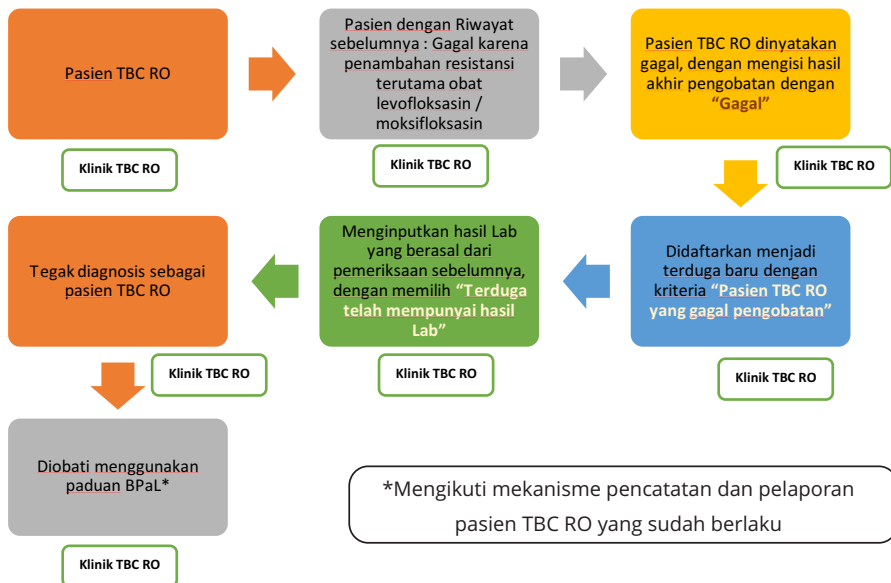 Pasien TBC RO
Klinik TBC RO
Pasien dengan Riwayat
sebelumnya : Gagal karena
penambahan resistansi
terutama obat
levofloksasin /
moksifloksasin
Klinik TBC RO
Pasien TBC RO dinyatakan
gagal, dengan mengisi hasil
akhir pengobatan dengan
“Gagal”
Klinik TBC RO
Didaftarkan menjadi
terduga baru dengan
kriteria “Pasien TBC RO
yang gagal pengobatan”
Klinik TBC RO
Menginputkan hasil Lab
yang berasal dari
pemeriksaan sebelumnya,
dengan memilih “Terduga
telah mempunyai hasil
Lab”
Klinik TBC RO
Tegak diagnosis sebagai
pasien TBC RO
Klinik TBC RO
Diobati menggunakan
paduan BPaL*
Klinik TBC RO
*Mengikuti mekanisme pencatatan dan pelaporan
pasien TBC RO yang sudah berlaku